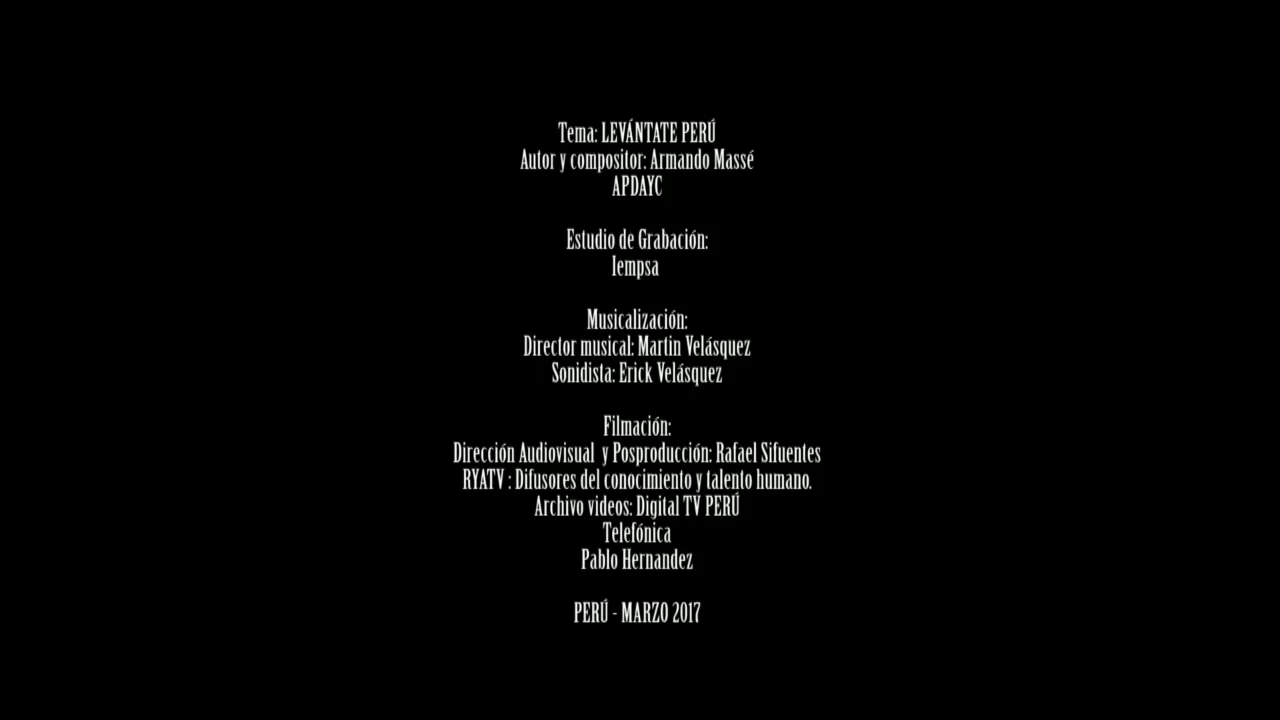 Tema: LEVÁNTATE PERÚ
Autor y compositor: Armando Massé
APDAYC
Estudio de Grabación:
Iempsa
Musicalización:
Director musical: Martin Velásquez
Sonidista: Erick Velásquez
Filmación:
Dirección Audiovisual  y Posproducción: Rafael Sifuentes
RYATV : Difusores del conocimiento y talento humano.
Archivo videos: Digital TV PERÚ
Telefónica
Pablo Hernandez
PERÚ - MARZO 2017